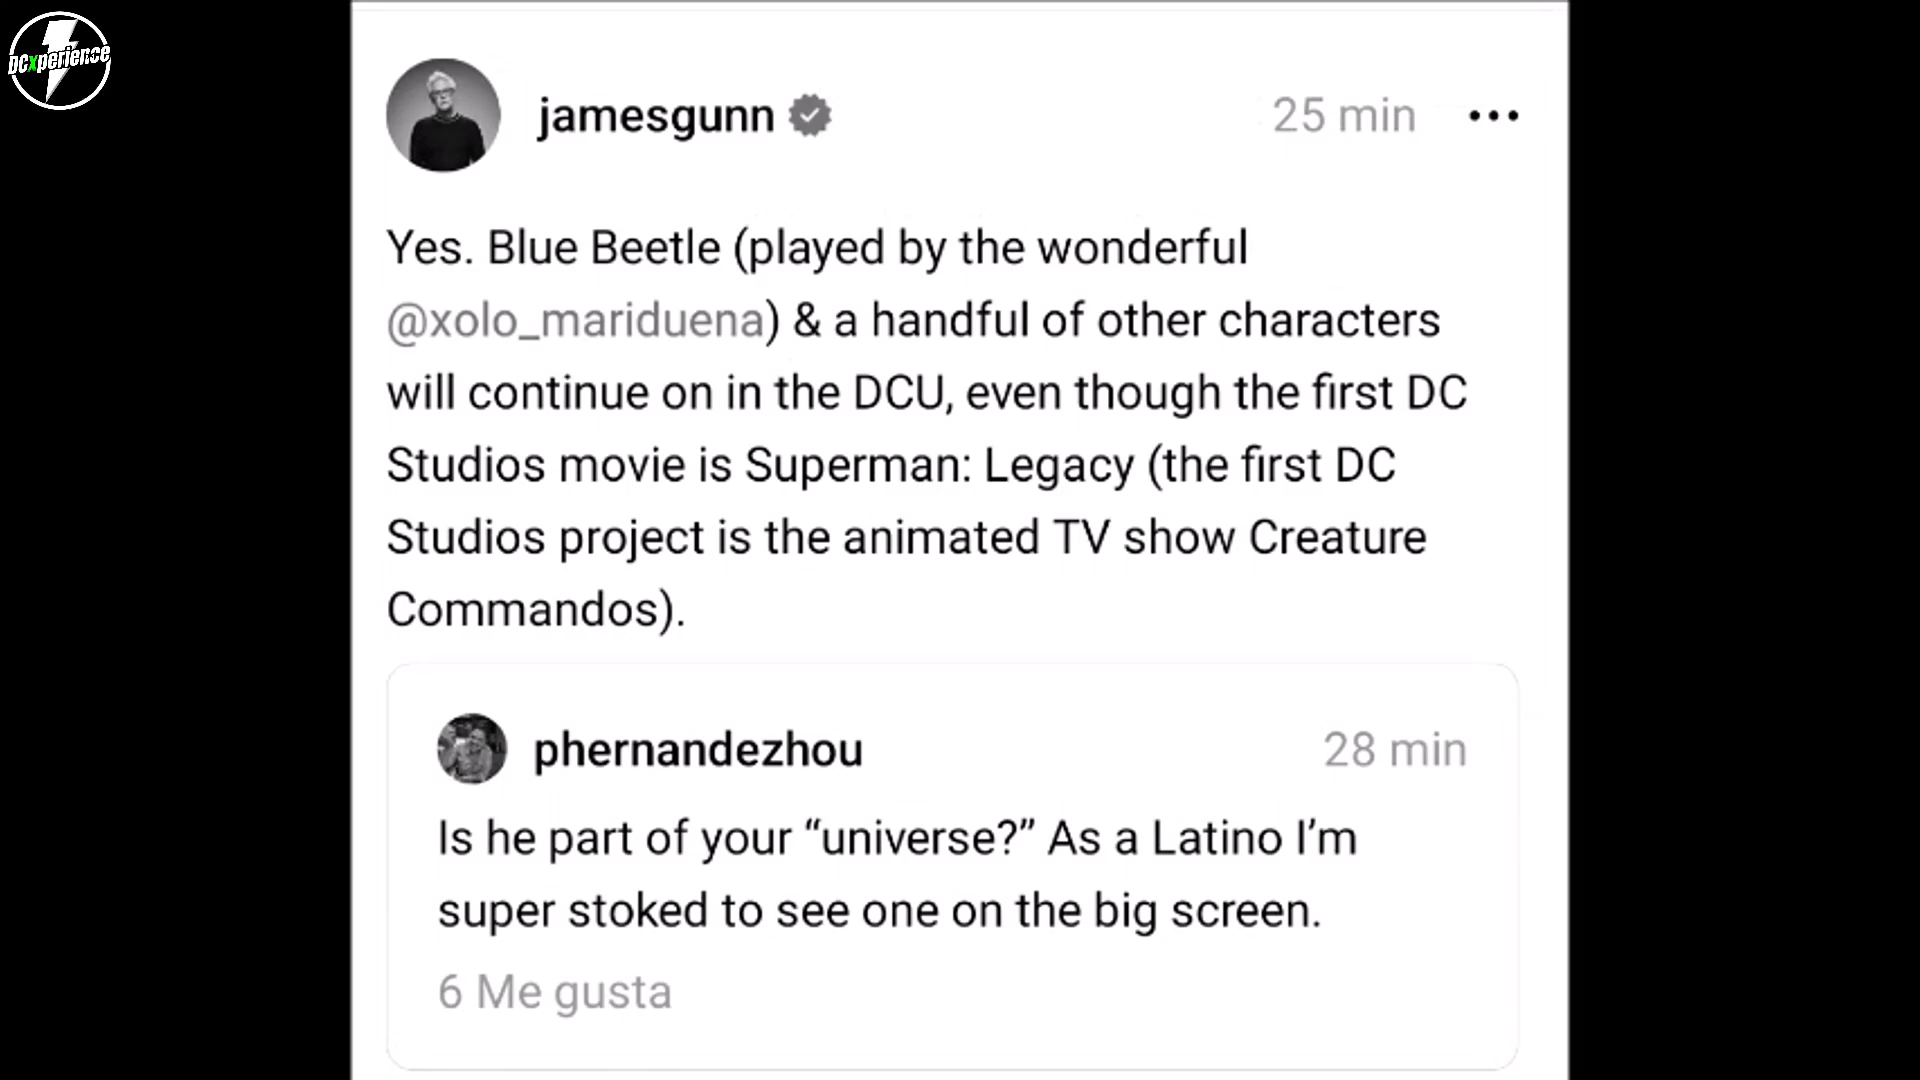 DCxperience
jamesgunn
25 min
Yes. Blue Beetle (played by the wonderful
@xolo_mariduena) & a handful of other characters
will continue on in the DCU, even though the first DC
Studios movie is Superman: Legacy (the first DC
Studios project is the animated TV show Creature
Commandos).
phernandezhou
28 min
Is he part of your “universe?” As a Latino I’m
super stoked to see one on the big screen.
6 Me gusta